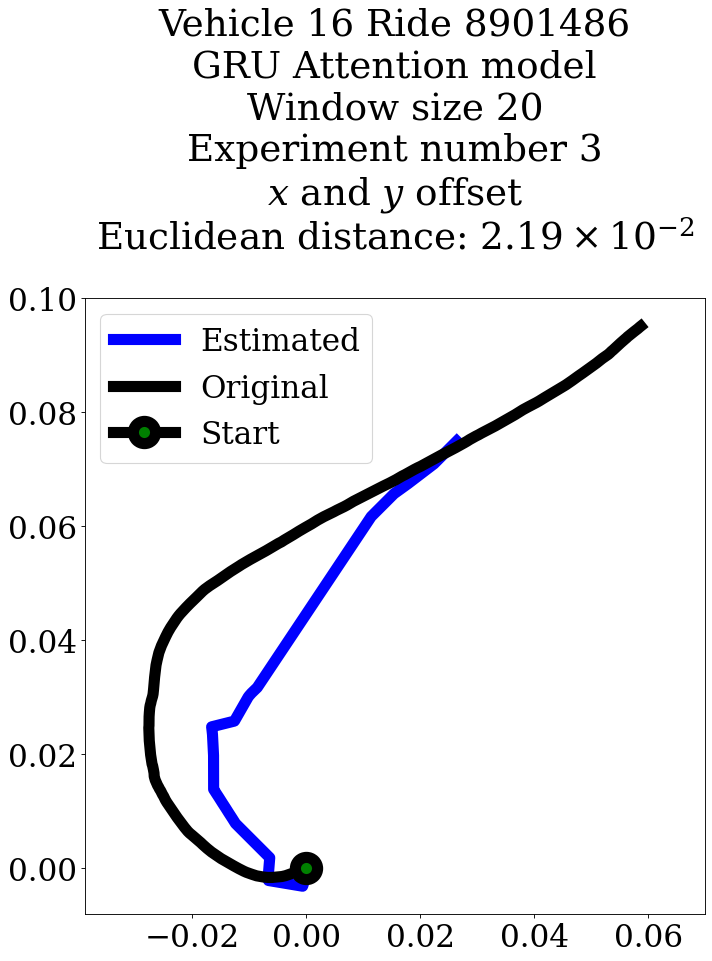 Vehicle 16 Ride 8901486
GRU Attention model
Window size 20
Experiment number 3
x and y offset
Euclidean distance: 2.19 × 10⁻²
0.10
Estimated
Original
0.08
Start
0.06
0.04
0.02
0.00
−0.02 0.00 0.02 0.04 0.06